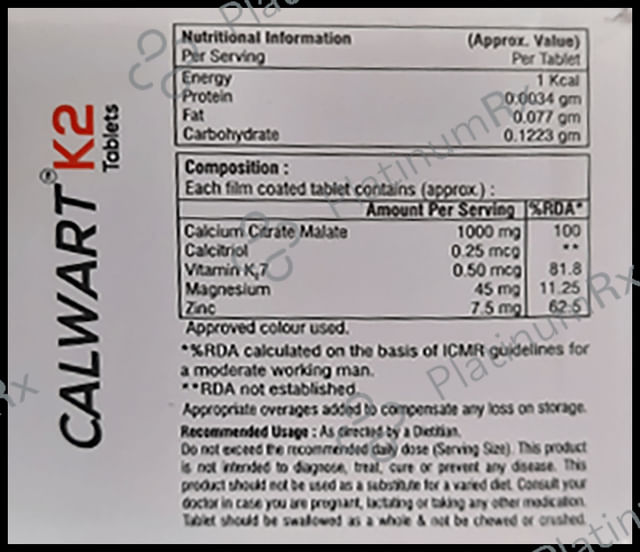 CALWART® K2
Tablets
Nutritional Information (Approx. Value)
Per Serving Per Tablet
Energy 1 Kcal
Protein 0.0034 gm
Fat 0.077 gm
Carbohydrate 0.1223 gm
Composition :
Each film coated tablet contains (approx.) :
Amount Per Serving %RDA*
Calcium Citrate Malate 1000 mg 100
Calcitriol 0.25 mcg **
Vitamin K₂7 0.50 mcg 81.8
Magnesium 45 mg 11.25
Zinc 7.5 mg 62.5
Approved colour used.
*%RDA calculated on the basis of ICMR guidelines for
a moderate working man.
**RDA not established.
Appropriate overages added to compensate any loss on storage.
Recommended Usage : As directed by a Dietitian.
Do not exceed the recommended daily dose (Serving Size). This product
is not intended to diagnose, treat, cure or prevent any disease. This
product should not be used as a substitute for a varied diet. Consult your
doctor in case you are pregnant, lactating or taking any other medication.
Tablet should be swallowed as a whole & not be chewed or crushed.
PlatinumRx
PlatinumRx
PlatinumRx